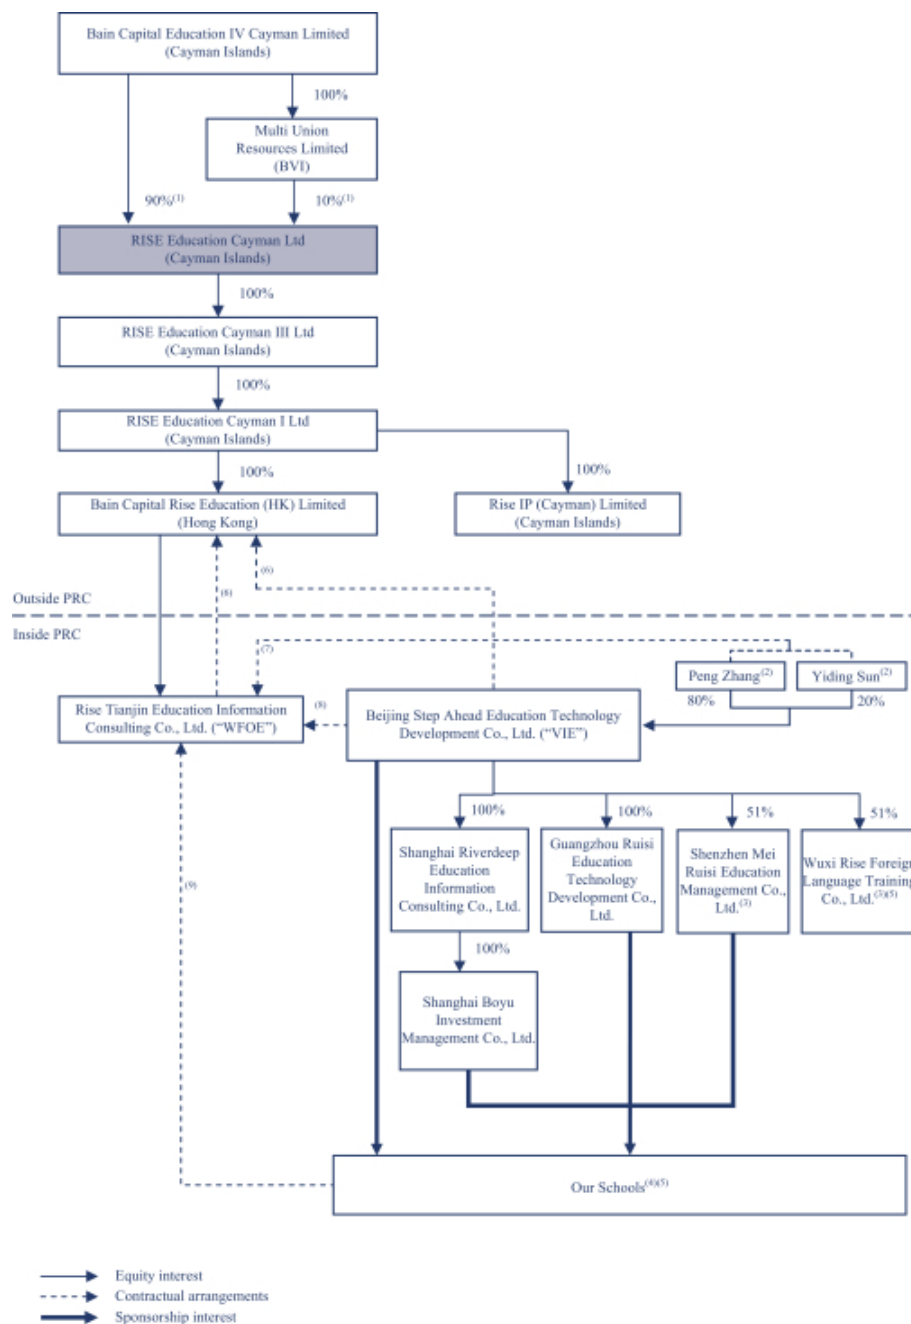 Bain Capital Education IV Cayman Limited
(Cayman Islands)
100%
Multi Union
Resources Limited
(BVI)
90%(1)
10%(1)
RISE Education Cayman Ltd
(Cayman Islands)
100%
RISE Education Cayman III Ltd
(Cayman Islands)
100%
RISE Education Cayman I Ltd
(Cayman Islands)
100%
100%
Bain Capital Rise Education (HK) Limited
(Hong Kong)
Rise IP (Cayman) Limited
(Cayman Islands)
(6)
(6)
Outside PRC
Inside PRC
(7)
Peng Zhang(2)
Yiding Sun(2)
80%
20%
Rise Tianjin Education Information
Consulting Co., Ltd. (“WFOE”)
(8)
Beijing Step Ahead Education Technology
Development Co., Ltd. (“VIE”)
100%
100%
51%
51%
Shanghai Riverdeep
Education
Information
Consulting Co., Ltd.
Guangzhou Ruisi
Education
Technology
Development Co.,
Ltd.
Shenzhen Mei
Ruisi Education
Management Co.,
Ltd.(3)
Wuxi Rise Foreign
Language Training
Co., Ltd.(3)(5)
(9)
100%
Shanghai Boyu
Investment
Management Co., Ltd.
Our Schools(4)(5)
Equity interest
Contractual arrangements
Sponsorship interest